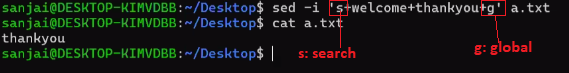 sanjai@DESKTOP-KIMVDBB:~/Desktop$ sed -i 's+welcome+thankyou+g' a.txt
sanjai@DESKTOP-KIMVDBB:~/Desktop$ cat a.txt
thankyou
sanjai@DESKTOP-KIMVDBB:~/Desktop$
s: search
g: global